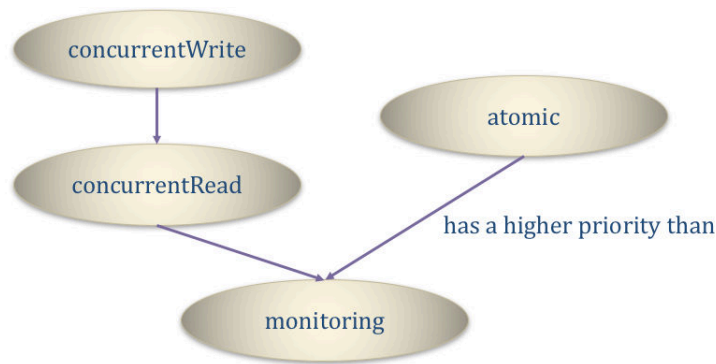 concurrentWrite
atomic
concurrentRead
has a higher priority than
monitoring